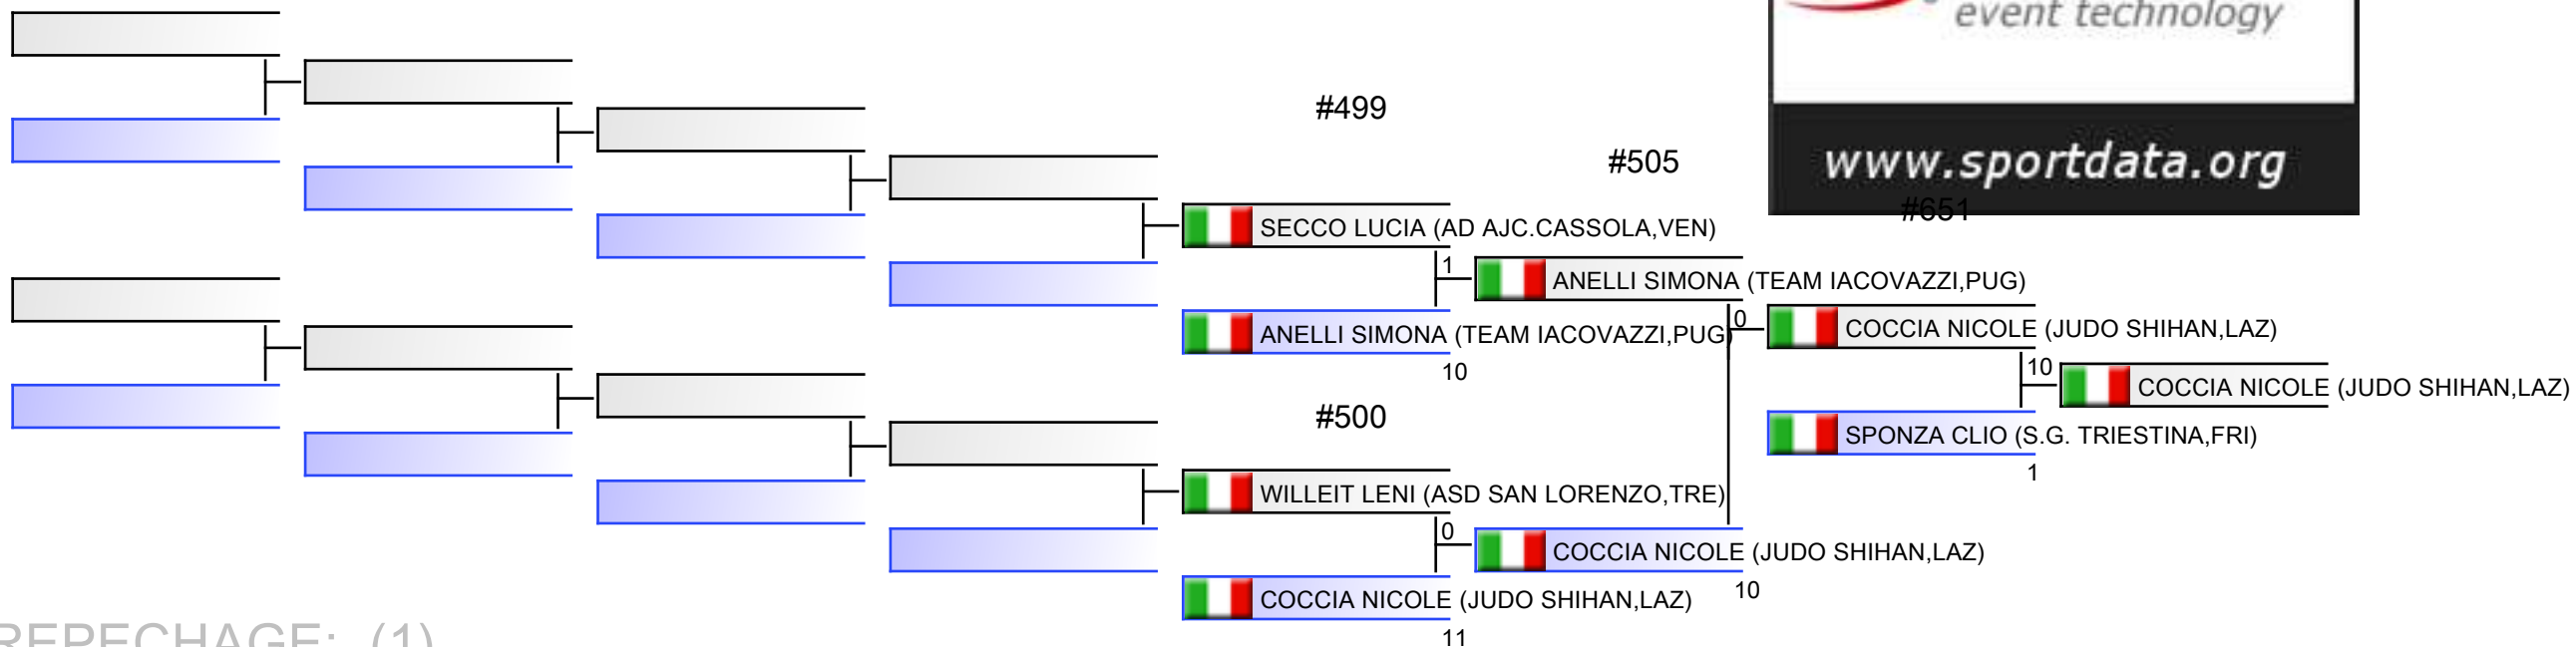 event technology
www.sportdata.org
#499
#505
#651
SECCO LUCIA (AD AJC.CASSOLA,VEN)
1
ANELLI SIMONA (TEAM IACOVAZZI,PUG)
ANELLI SIMONA (TEAM IACOVAZZI,PUG)
10
0
COCCIA NICOLE (JUDO SHIHAN,LAZ)
10
COCCIA NICOLE (JUDO SHIHAN,LAZ)
SPONZA CLIO (S.G. TRIESTINA,FRI)
1
#500
WILLEIT LENI (ASD SAN LORENZO,TRE)
0
COCCIA NICOLE (JUDO SHIHAN,LAZ)
10
COCCIA NICOLE (JUDO SHIHAN,LAZ)
11
REPECHAGE: (1)